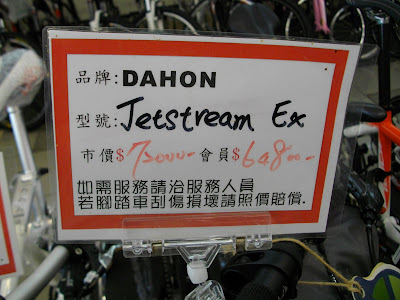 品牌:DAHON
型號:Jetstream Ex
市價$72000-會員$64800-
如需服務請洽服務人員
若腳踏車刮傷損壞請照價賠償.